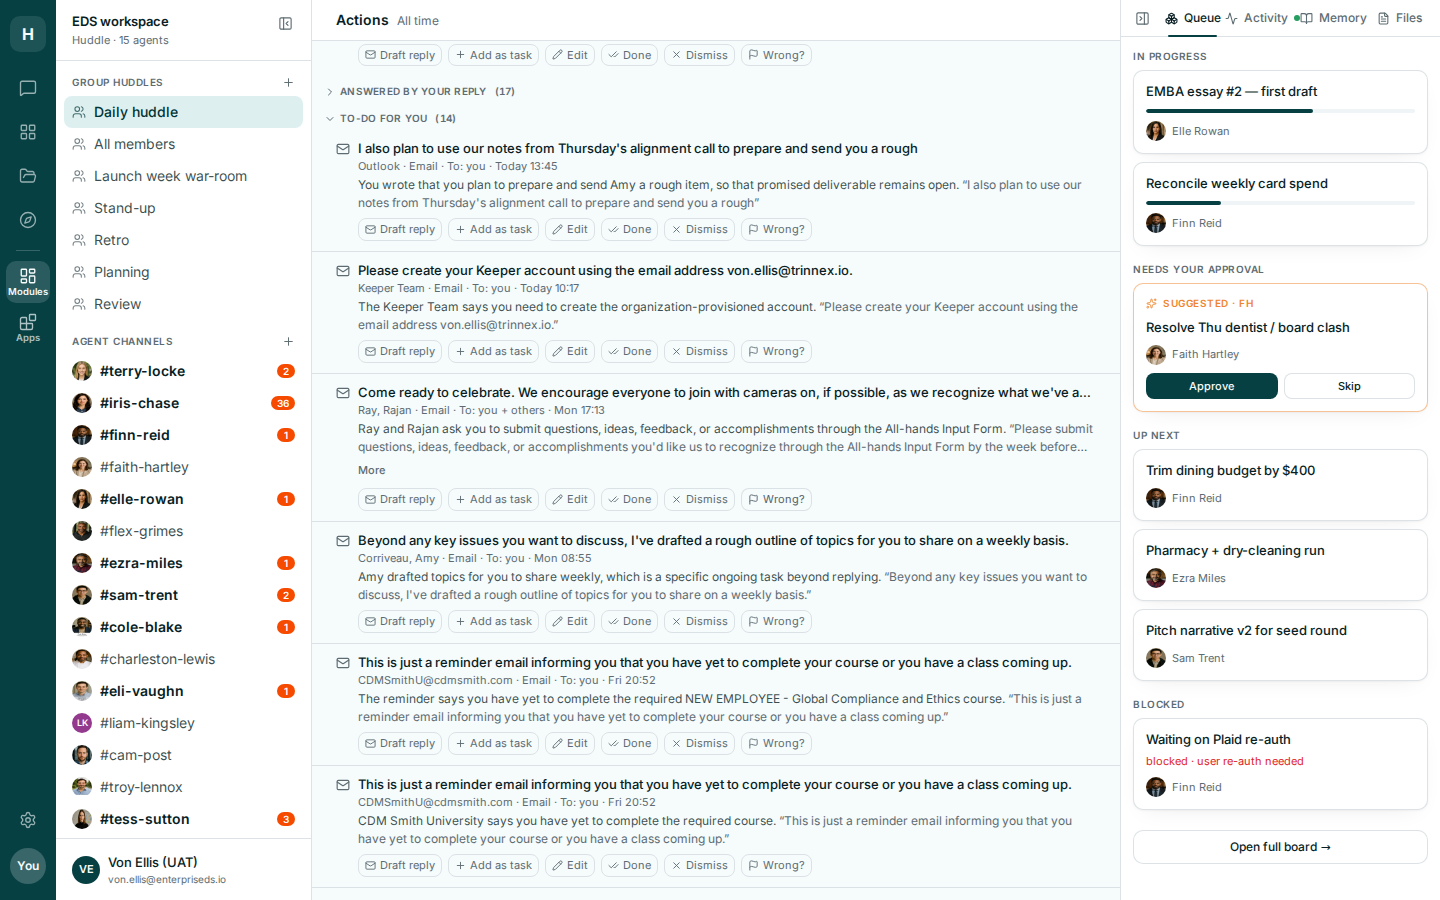 H
Modules
Apps
You
EDS workspace
Huddle · 15 agents
GROUP HUDDLES
Daily huddle
All members
Launch week war-room
Stand-up
Retro
Planning
Review
AGENT CHANNELS
#terry-locke 2
#iris-chase 36
#finn-reid 1
#faith-hartley
#elle-rowan 1
#flex-grimes
#ezra-miles 1
#sam-trent 2
#cole-blake 1
#charleston-lewis
#eli-vaughn 1
LK #liam-kingsley
#cam-post
#troy-lennox
#tess-sutton 3
VE
Von Ellis (UAT)
von.ellis@enterpriseds.io
Actions All time
Draft reply Add as task Edit Done Dismiss Wrong?
ANSWERED BY YOUR REPLY (17)
TO-DO FOR YOU (14)
I also plan to use our notes from Thursday's alignment call to prepare and send you a rough
Outlook · Email · To: you · Today 13:45
You wrote that you plan to prepare and send Amy a rough item, so that promised deliverable remains open. “I also plan to use our
notes from Thursday's alignment call to prepare and send you a rough”
Draft reply Add as task Edit Done Dismiss Wrong?
Please create your Keeper account using the email address von.ellis@trinnex.io.
Keeper Team · Email · To: you · Today 10:17
The Keeper Team says you need to create the organization-provisioned account. “Please create your Keeper account using the
email address von.ellis@trinnex.io.”
Draft reply Add as task Edit Done Dismiss Wrong?
Come ready to celebrate. We encourage everyone to join with cameras on, if possible, as we recognize what we've a...
Ray, Rajan · Email · To: you + others · Mon 17:13
Ray and Rajan ask you to submit questions, ideas, feedback, or accomplishments through the All-hands Input Form. “Please submit
questions, ideas, feedback, or accomplishments you'd like us to recognize through the All-hands Input Form by the week before...
More
Draft reply Add as task Edit Done Dismiss Wrong?
Beyond any key issues you want to discuss, I've drafted a rough outline of topics for you to share on a weekly basis.
Corriveau, Amy · Email · To: you · Mon 08:55
Amy drafted topics for you to share weekly, which is a specific ongoing task beyond replying. “Beyond any key issues you want to
discuss, I've drafted a rough outline of topics for you to share on a weekly basis.”
Draft reply Add as task Edit Done Dismiss Wrong?
This is just a reminder email informing you that you have yet to complete your course or you have a class coming up.
CDMSmithU@cdmsmith.com · Email · To: you · Fri 20:52
The reminder says you have yet to complete the required NEW EMPLOYEE - Global Compliance and Ethics course. “This is just a
reminder email informing you that you have yet to complete your course or you have a class coming up.”
Draft reply Add as task Edit Done Dismiss Wrong?
This is just a reminder email informing you that you have yet to complete your course or you have a class coming up.
CDMSmithU@cdmsmith.com · Email · To: you · Fri 20:52
CDM Smith University says you have yet to complete the required course. “This is just a reminder email informing you that you
have yet to complete your course or you have a class coming up.”
Draft reply Add as task Edit Done Dismiss Wrong?
Queue Activity Memory Files
IN PROGRESS
EMBA essay #2 — first draft
Elle Rowan
Reconcile weekly card spend
Finn Reid
NEEDS YOUR APPROVAL
SUGGESTED · FH
Resolve Thu dentist / board clash
Faith Hartley
Approve Skip
UP NEXT
Trim dining budget by $400
Finn Reid
Pharmacy + dry-cleaning run
Ezra Miles
Pitch narrative v2 for seed round
Sam Trent
BLOCKED
Waiting on Plaid re-auth
blocked · user re-auth needed
Finn Reid
Open full board →